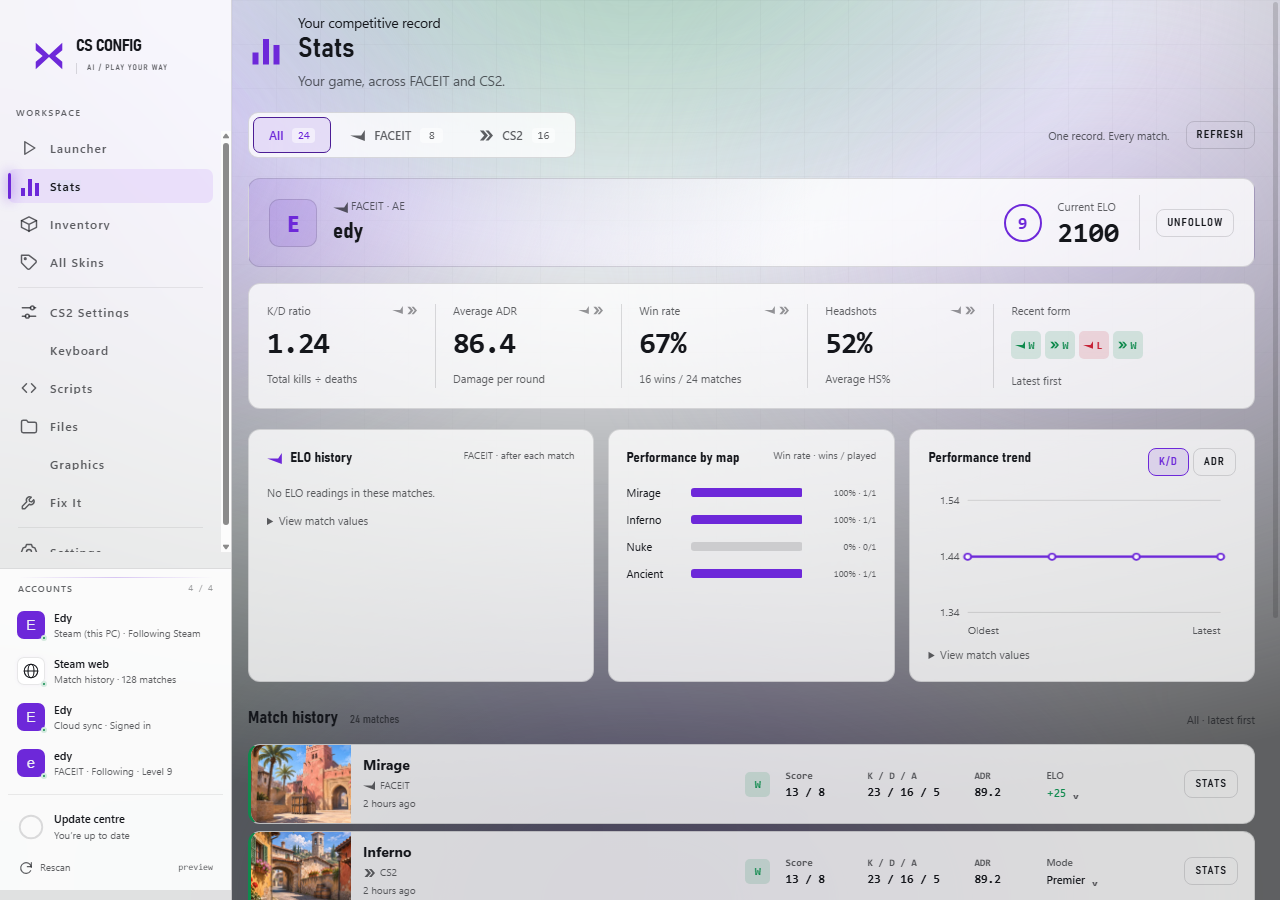 CS CONFIG
AI / PLAY YOUR WAY
WORKSPACE
Launcher
Stats
Inventory
All Skins
CS2 Settings
Keyboard
Scripts
Files
Graphics
Fix It
Settings
ACCOUNTS 4 / 4
E
Edy
Steam (this PC) · Following Steam
Steam web
Match history · 128 matches
E
Edy
Cloud sync · Signed in
e
edy
FACEIT · Following · Level 9
Update centre
You're up to date
Rescan preview
Your competitive record
Stats
Your game, across FACEIT and CS2.
All 24 FACEIT 8 CS2 16
One record. Every match. REFRESH
E
FACEIT · AE
edy
9
Current ELO
2100
UNFOLLOW
K/D ratio
1.24
Total kills ÷ deaths
Average ADR
86.4
Damage per round
Win rate
67%
16 wins / 24 matches
Headshots
52%
Average HS%
Recent form
W W L W
Latest first
ELO history FACEIT · after each match
No ELO readings in these matches.
View match values
Performance by map Win rate · wins / played
Mirage 100% · 1/1
Inferno 100% · 1/1
Nuke 0% · 0/1
Ancient 100% · 1/1
Performance trend K/D ADR
1.54
1.44
1.34
Oldest Latest
View match values
Match history 24 matches All · latest first
Mirage
FACEIT
2 hours ago
W
Score
13 / 8
K / D / A
23 / 16 / 5
ADR
89.2
ELO
+25
STATS
Inferno
CS2
2 hours ago
W
Score
13 / 8
K / D / A
23 / 16 / 5
ADR
89.2
Mode
Premier
STATS